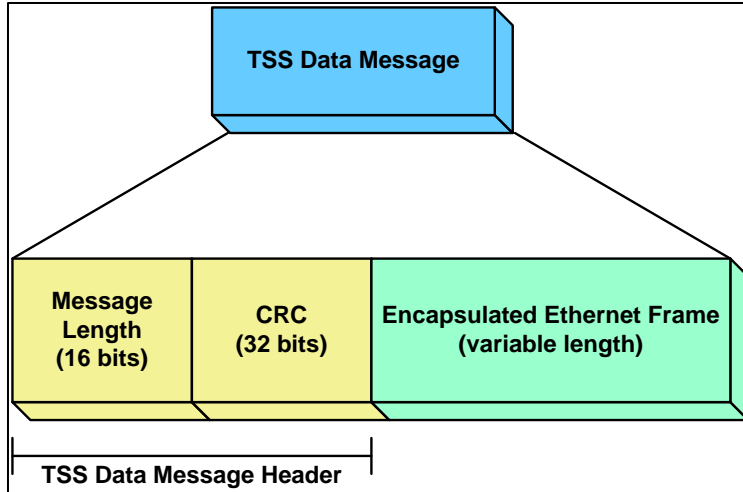 TSS Data Message
Message
Length
(16 bits)
CRC
(32 bits)
Encapsulated Ethernet Frame
(variable length)
TSS Data Message Header